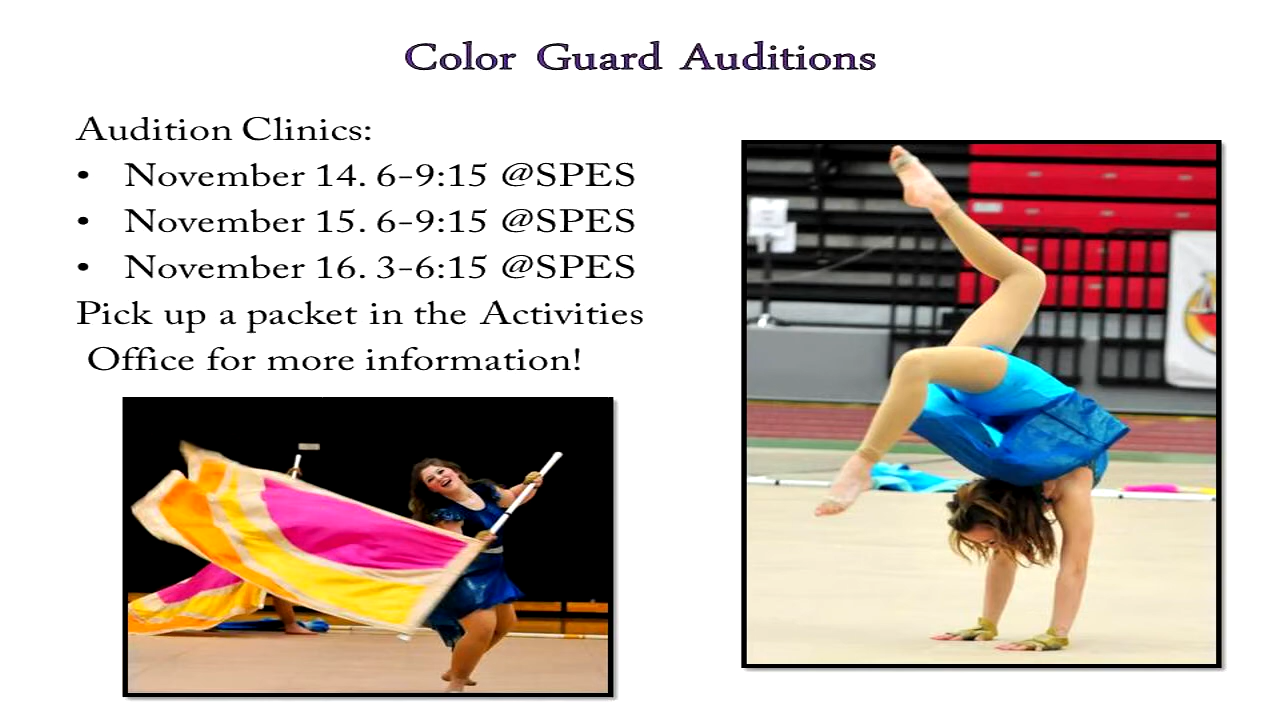 Color Guard Auditions
Audition Clinics:
• November 14. 6-9:15 @SPES
• November 15. 6-9:15 @SPES
• November 16. 3-6:15 @SPES
Pick up a packet in the Activities
Office for more information!